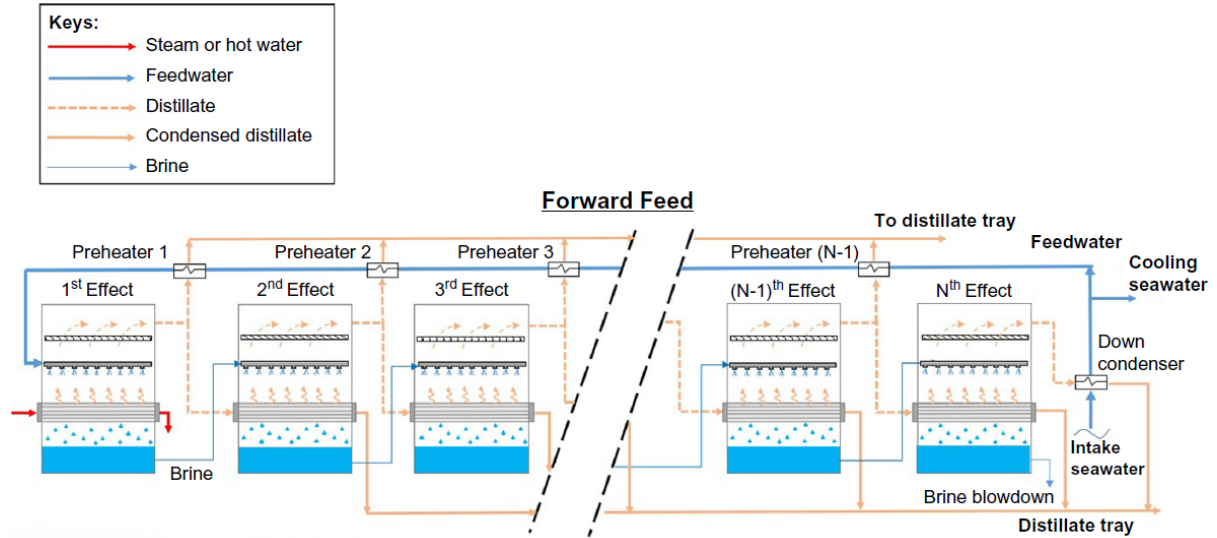 Keys:
Steam or hot water
Feedwater
Distillate
Condensed distillate
Brine
Forward Feed
To distillate tray
Preheater 1
Preheater 2
Preheater 3
Preheater (N-1)
Feedwater
Cooling
seawater
1st Effect
2nd Effect
3rd Effect
(N-1)th Effect
Nth Effect
Down
condenser
Intake
seawater
Brine
Brine blowdown
Distillate tray